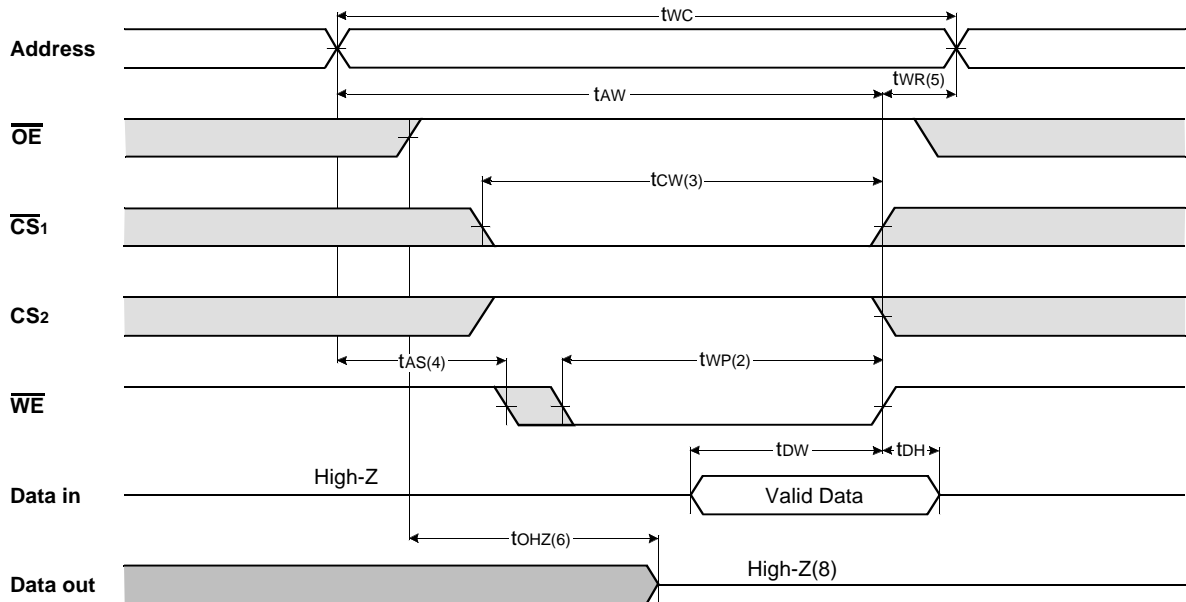 tWC
Address
tWR(5)
tAW
OE
tCW(3)
CS1
CS2
tAS(4)
tWP(2)
WE
tDW
tDH
High-Z
Data in
Valid Data
tOHZ(6)
High-Z(8)
Data out